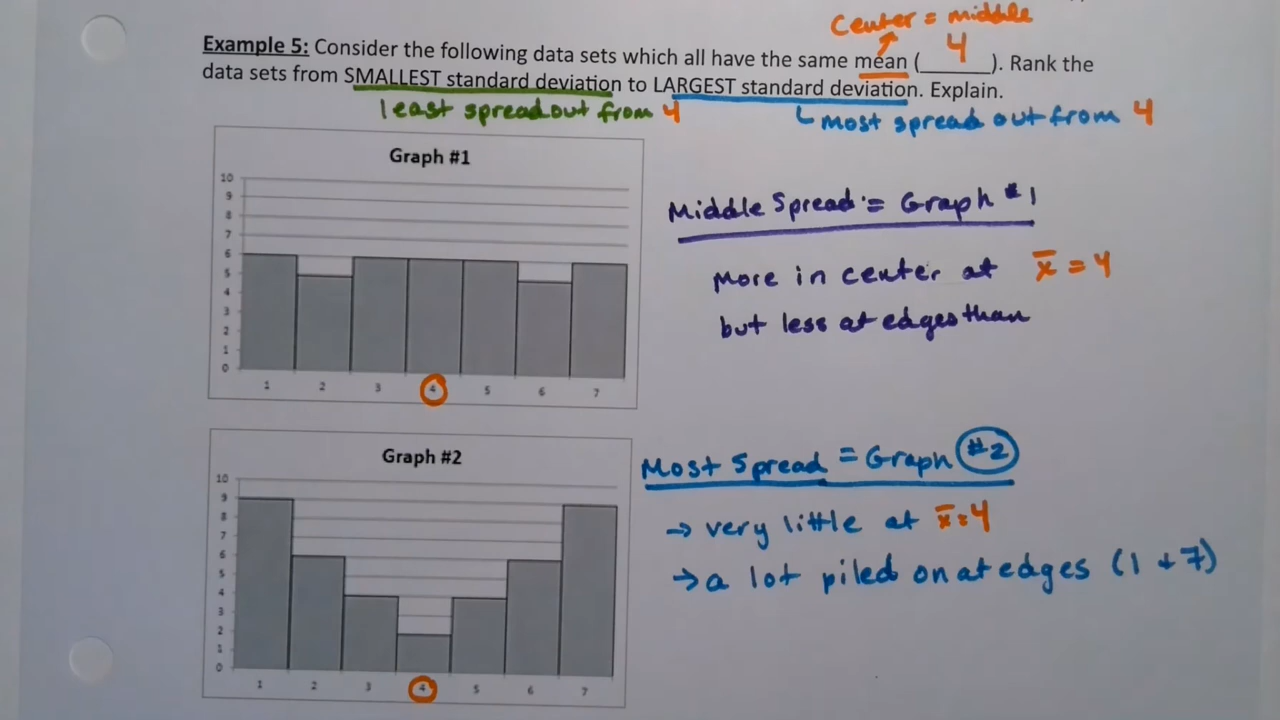 Center = middle
4
Example 5: Consider the following data sets which all have the same mean (______). Rank the
data sets from SMALLEST standard deviation to LARGEST standard deviation. Explain.
least spread out from 4
most spread out from 4
Graph #1
10
9
8
7
6
5
4
3
2
1
0
1 2 3 4 5 6 7
Middle Spread = Graph #1
more in center at x̄ = 4
but less at edges than
Graph #2
10
9
8
7
6
5
4
3
2
1
0
1 2 3 4 5 6 7
Most Spread = Graph #2
→ very little at x̄ = 4
→ a lot piled on at edges (1 + 7)